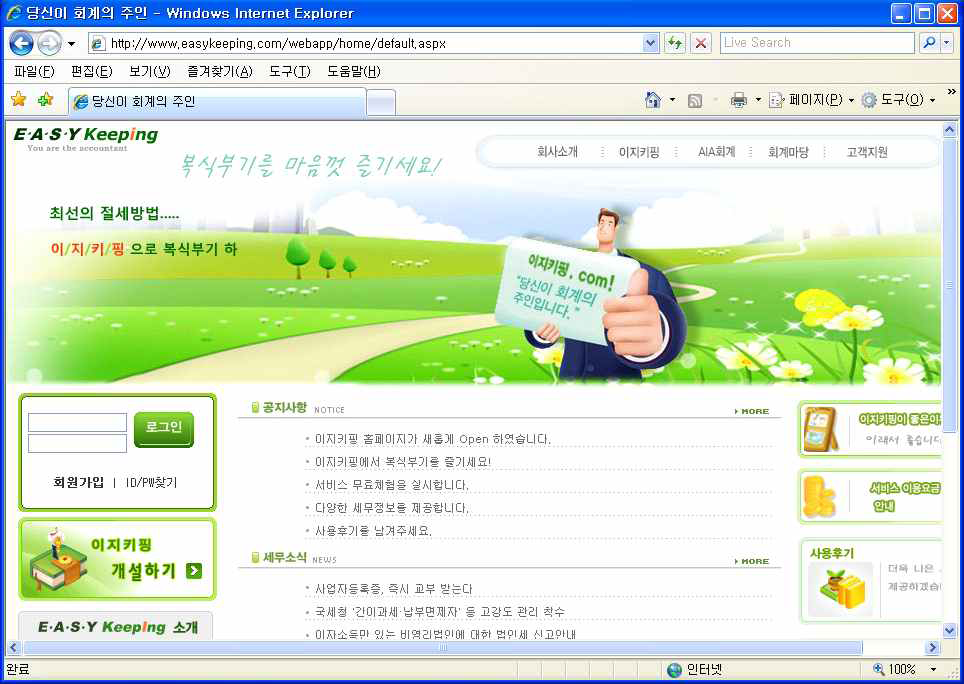 당신이 회계의 주인 - Windows Internet Explorer
http://www.easykeeping.com/webapp/home/default.aspx
Live Search
파일(F) 편집(E) 보기(V) 즐겨찾기(A) 도구(T) 도움말(H)
당신이 회계의 주인
페이지(P) 도구(O) »
E·A·S·Y Keeping
You are the accountant
복식부기를 마음껏 즐기세요!
회사소개 이지키핑 AIA회계 회계마당 고객지원
최선의 절세방법.....
이/지/키/핑 으로 복식부기 하
이지키핑. com!
"당신이 회계의
주인입니다."
로그인
회원가입 | ID/PW찾기
이지키핑
개설하기
E·A·S·Y Keeping 소개
공지사항 NOTICE MORE
· 이지키핑 홈페이지가 새롭게 Open 하였습니다.
· 이지키핑에서 복식부기를 즐기세요!
· 서비스 무료체험을 실시합니다.
· 다양한 세무정보를 제공합니다.
· 사용후기를 남겨주세요.
세무소식 NEWS MORE
· 사업자등록증, 즉시 교부 받는다
· 국세청 '간이과세·납부면제자' 등 고강도 관리 착수
· 이자소득만 있는 비영리법인에 대한 법인세 신고안내
이지키핑이 좋은이
이래서 좋습니다
서비스 이용요금
안내
사용후기
더욱 나은
제공하겠습
완료
인터넷
100%